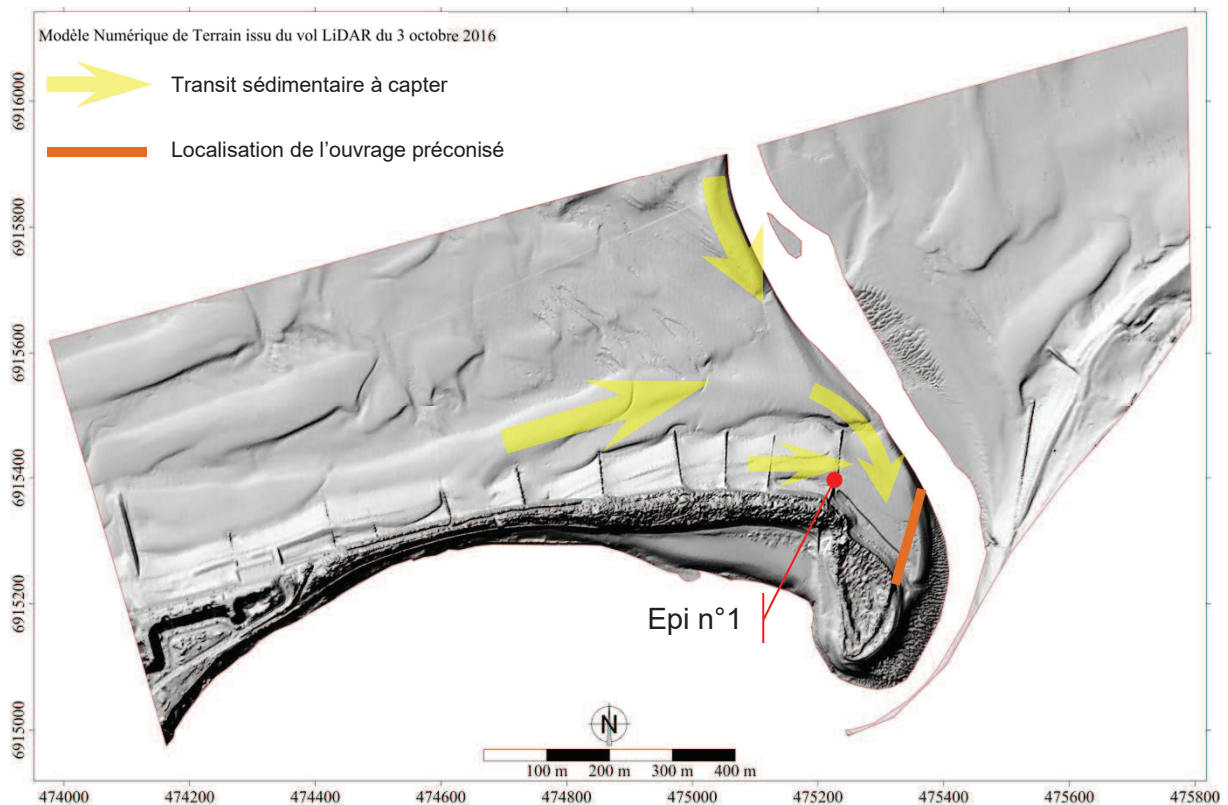 Modèle Numérique de Terrain issu du vol LiDAR du 3 octobre 2016
Transit sédimentaire à capter
Localisation de l'ouvrage préconisé
6916000
6915800
6915600
6915400
6915200
6915000
Epi n°1
N
100 m 200 m 300 m 400 m
474000 474200 474400 474600 474800 475000 475200 475400 475600 475800